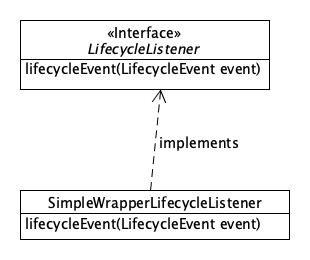 «Interface»
LifecycleListener
lifecycleEvent(LifecycleEvent event)
implements
SimpleWrapperLifecycleListener
lifecycleEvent(LifecycleEvent event)